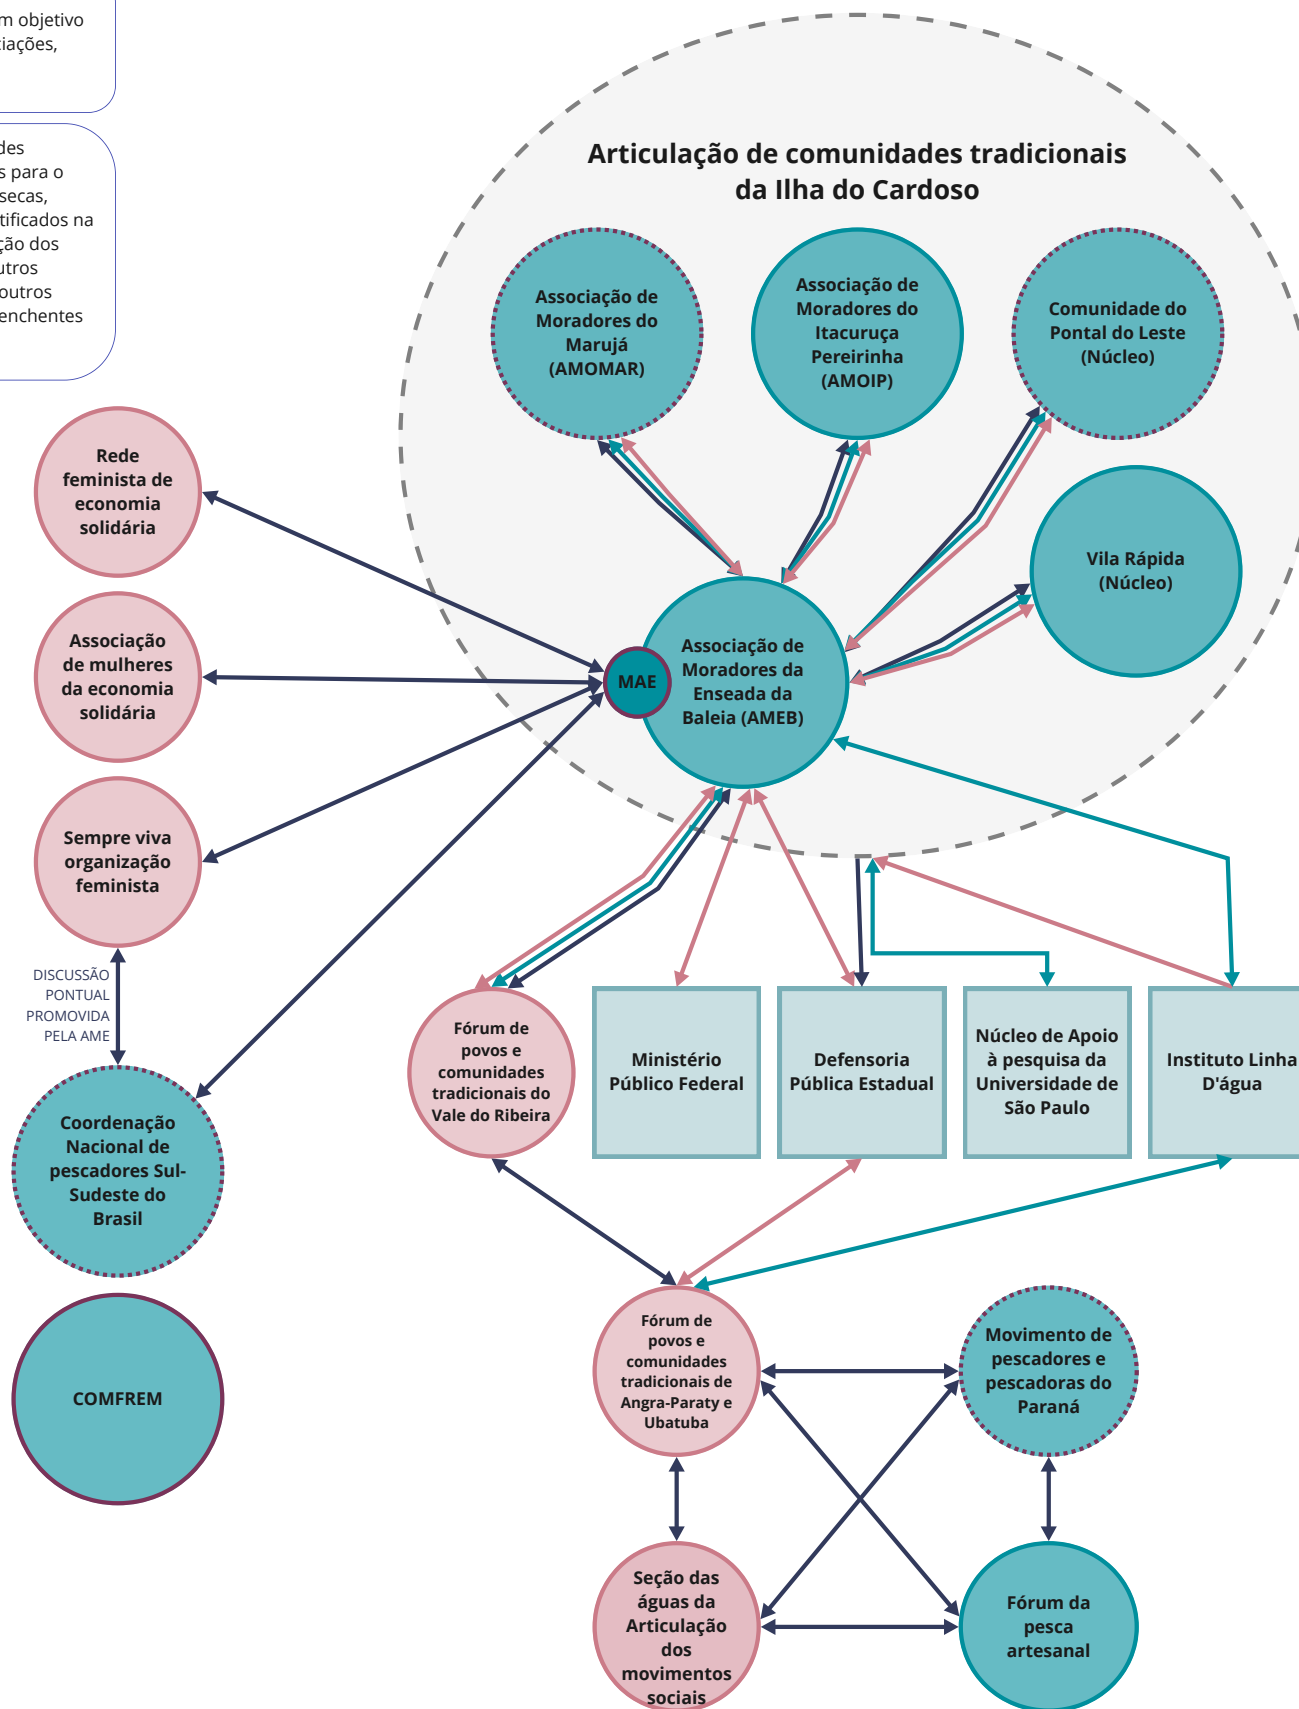 m objetivo
ciações,
des
s para o
secas,
tificados na
ção dos
utros
outros
enchentes
Articulação de comunidades tradicionais
da Ilha do Cardoso
Associação de
Moradores do
Marujá
(AMOMAR)
Associação de
Moradores do
Itacuruça
Pereirinha
(AMOIP)
Comunidade do
Pontal do Leste
(Núcleo)
Vila Rápida
(Núcleo)
Rede
feminista de
economia
solidária
Associação
de mulheres
da economia
solidária
MAE
Associação de
Moradores da
Enseada da
Baleia (AMEB)
Sempre viva
organização
feminista
DISCUSSÃO
PONTUAL
PROMOVIDA
PELA AME
Fórum de
povos e
comunidades
tradicionais do
Vale do Ribeira
Ministério
Público Federal
Defensoria
Pública Estadual
Núcleo de Apoio
à pesquisa da
Universidade de
São Paulo
Instituto Linha
D'água
Coordenação
Nacional de
pescadores Sul-
Sudeste do
Brasil
COMFREM
Fórum de
povos e
comunidades
tradicionais de
Angra-Paraty e
Ubatuba
Movimento de
pescadores e
pescadoras do
Paraná
Seção das
águas da
Articulação
dos
movimentos
sociais
Fórum da
pesca
artesanal